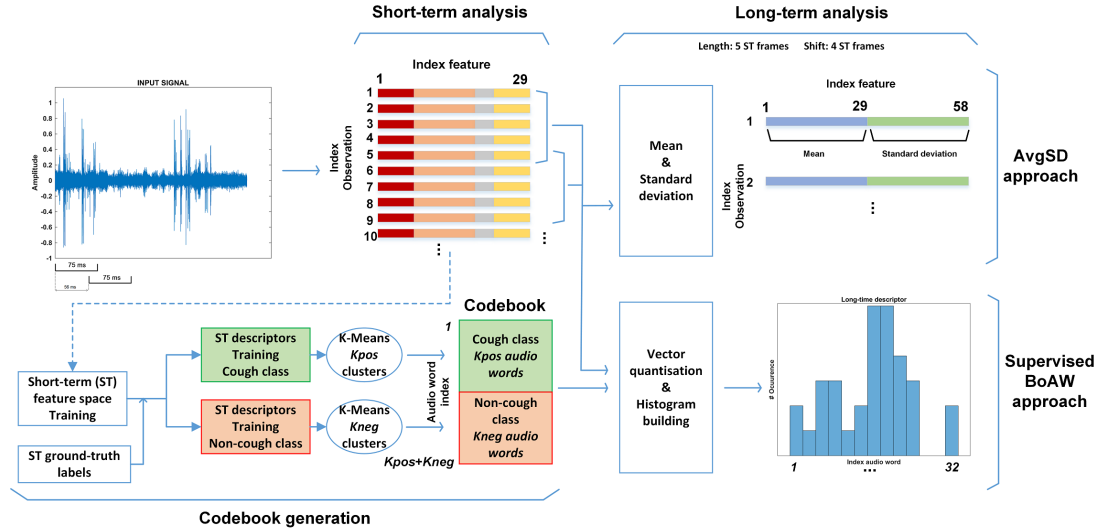 Short-term analysis
Long-term analysis
Length: 5 ST frames Shift: 4 ST frames
INPUT SIGNAL
Amplitude
1
0.8
0.6
0.4
0.2
0
-0.2
-0.4
-0.6
-0.8
-1
75 ms
75 ms
50 ms
Index feature
1 29
Index Observation
1
2
3
4
5
6
7
8
9
10
...
...
Mean
&
Standard
deviation
Index feature
1 29 58
1
Mean
Standard deviation
2
Index
Observation
...
AvgSD
approach
Short-term (ST)
feature space
Training
ST ground-truth
labels
ST descriptors
Training
Cough class
ST descriptors
Training
Non-cough class
K-Means
Kpos
clusters
K-Means
Kneg
clusters
Codebook
1
Audio word
index
Kpos+Kneg
Cough class
Kpos audio
words
Non-cough
class
Kneg audio
words
Codebook generation
Vector
quantisation
&
Histogram
building
Long-time descriptor
# Ocurrence
Index audio word
1 ... 32
Supervised
BoAW
approach